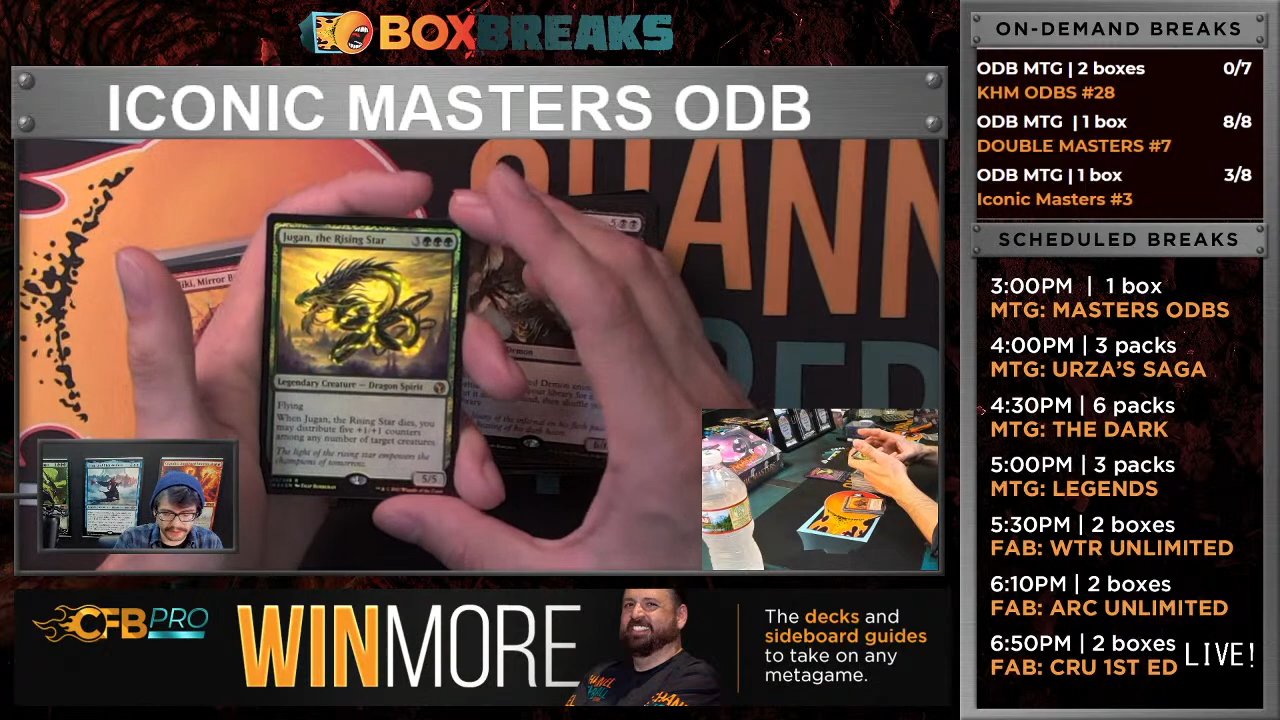 BOXBREAKS
ICONIC MASTERS ODB
Jugan, the Rising Star 3
Legendary Creature — Dragon Spirit
Flying
When Jugan, the Rising Star dies, you
may distribute five +1/+1 counters
among any number of target creatures.
The light of rising star empowers the
champions of tomorrow.
5/5
iki, Mirror B
5
Demon
CHANN
CFBPRO
WINMORE
The decks and
sideboard guides
to take on any
metagame.
ON-DEMAND BREAKS
ODB MTG | 2 boxes 0/7
KHM ODBS #28
ODB MTG | 1 box 8/8
DOUBLE MASTERS #7
ODB MTG | 1 box 3/8
Iconic Masters #3
SCHEDULED BREAKS
3:00PM | 1 box
MTG: MASTERS ODBS
4:00PM | 3 packs
MTG: URZA'S SAGA
4:30PM | 6 packs
MTG: THE DARK
5:00PM | 3 packs
MTG: LEGENDS
5:30PM | 2 boxes
FAB: WTR UNLIMITED
6:10PM | 2 boxes
FAB: ARC UNLIMITED
6:50PM | 2 boxes
FAB: CRU 1ST ED
LIVE!